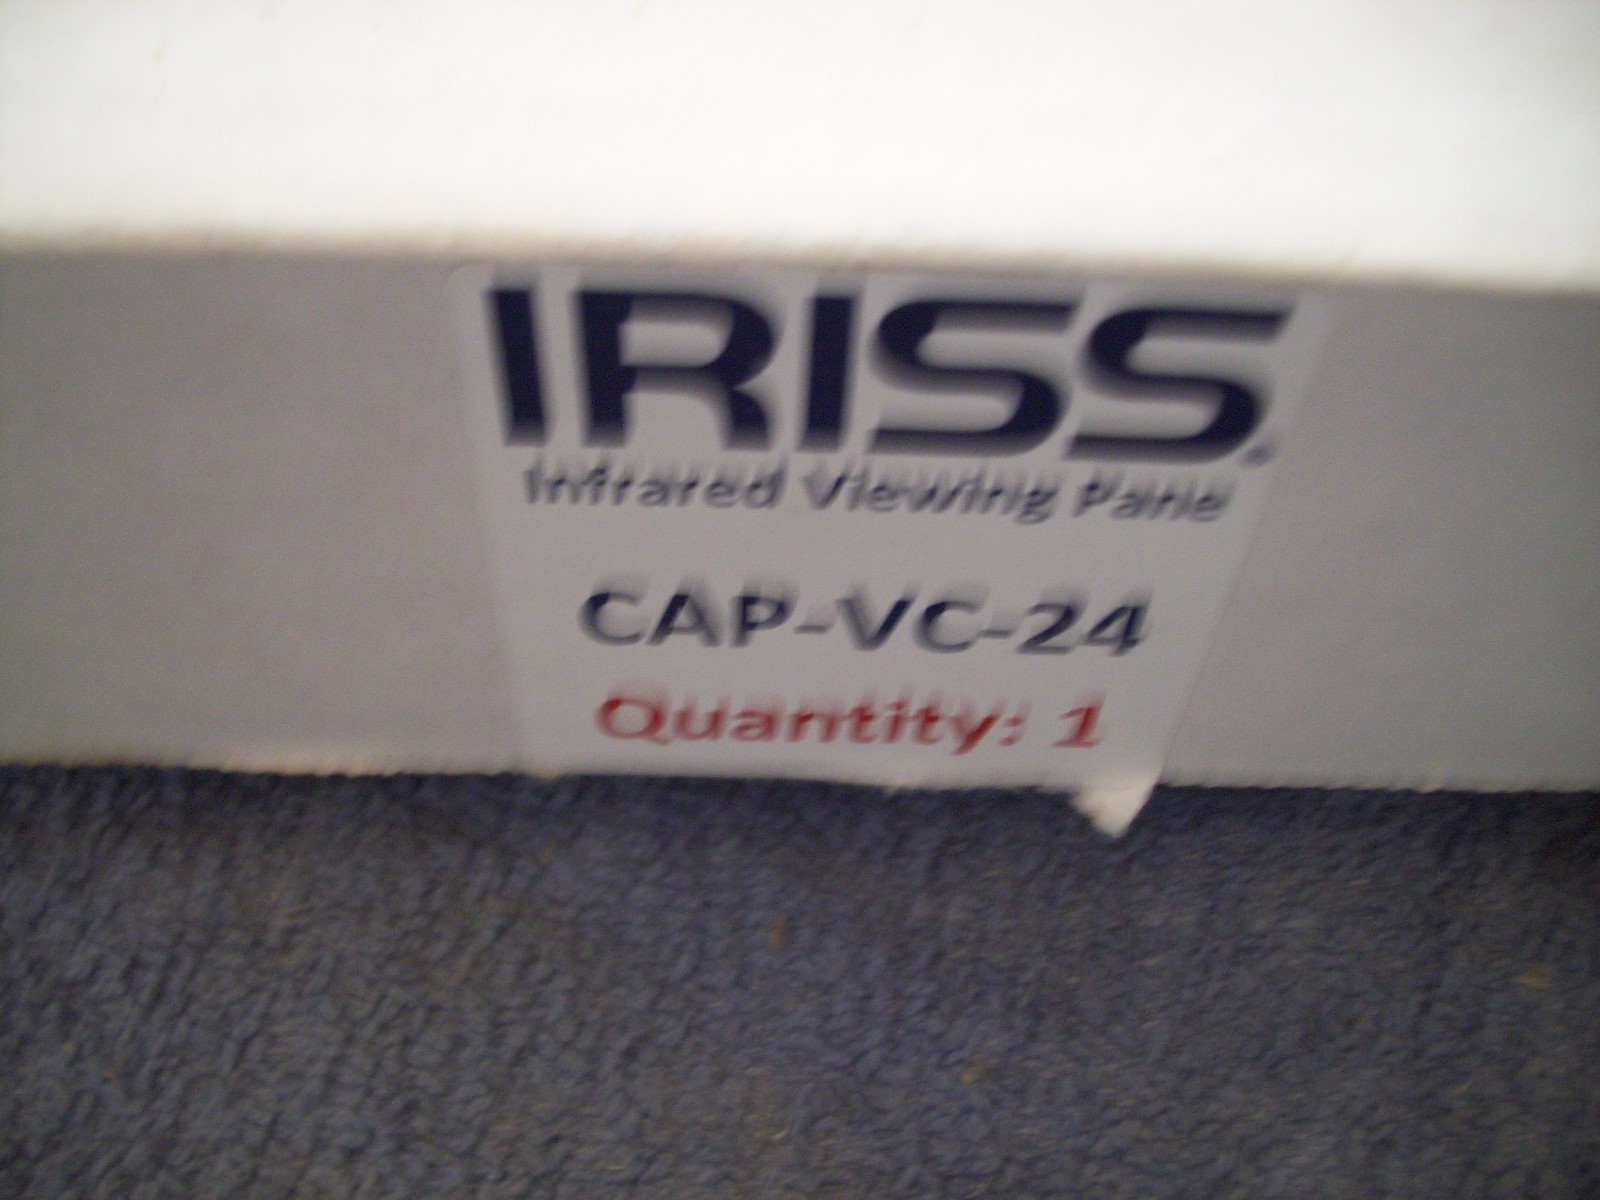 IRISS
Infrared Viewing Pane
CAP-VC-24
Quantity: 1